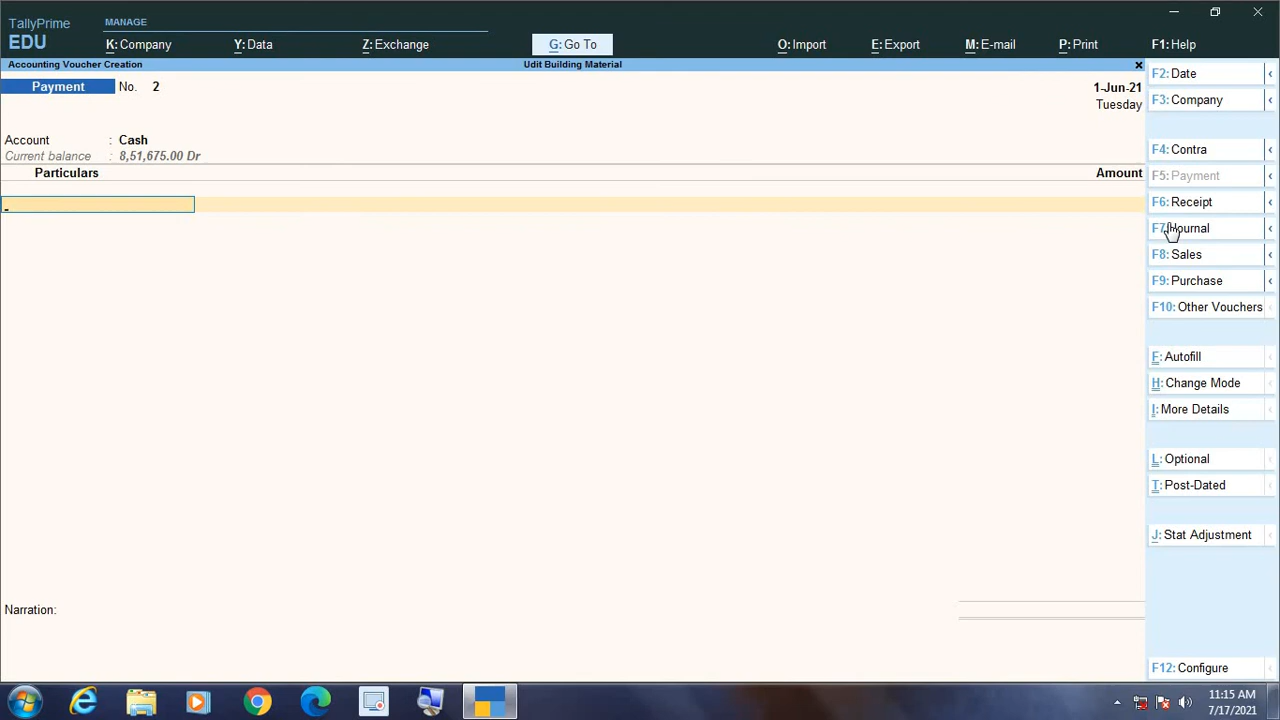 TallyPrime
EDU
MANAGE
K: Company
Y: Data
Z: Exchange
G: Go To
O: Import
E: Export
M: E-mail
P: Print
F1: Help
Accounting Voucher Creation
Udit Building Material
Payment No. 2
1-Jun-21
Tuesday
Account : Cash
Current balance : 8,51,675.00 Dr
Particulars
Amount
Narration:
F2: Date
F3: Company
F4: Contra
F5: Payment
F6: Receipt
F7: Journal
F8: Sales
F9: Purchase
F10: Other Vouchers
F: Autofill
H: Change Mode
I: More Details
L: Optional
T: Post-Dated
J: Stat Adjustment
F12: Configure
11:15 AM
7/17/2021